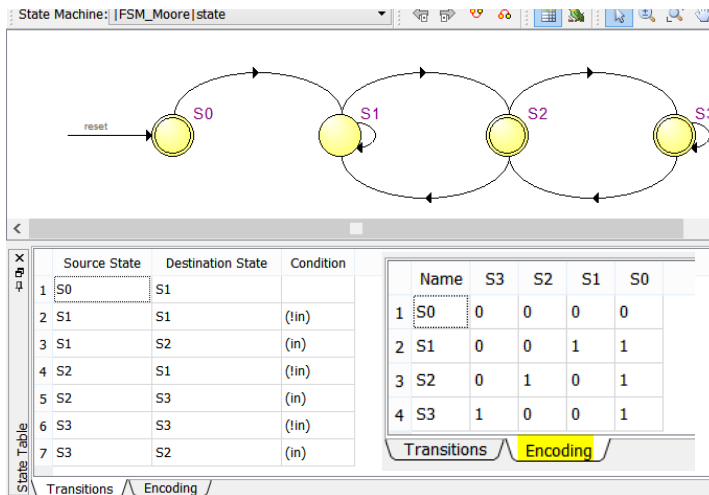 State Machine: |FSM_Moore|state
reset
S0 S1 S2 S3
Source State Destination State Condition
1 S0 S1
2 S1 S1 (!in)
3 S1 S2 (in)
4 S2 S1 (!in)
5 S2 S3 (in)
6 S3 S3 (!in)
7 S3 S2 (in)
Name S3 S2 S1 S0
1 S0 0 0 0 0
2 S1 0 0 1 1
3 S2 0 1 0 1
4 S3 1 0 0 1
Transitions Encoding
State Table
Transitions Encoding